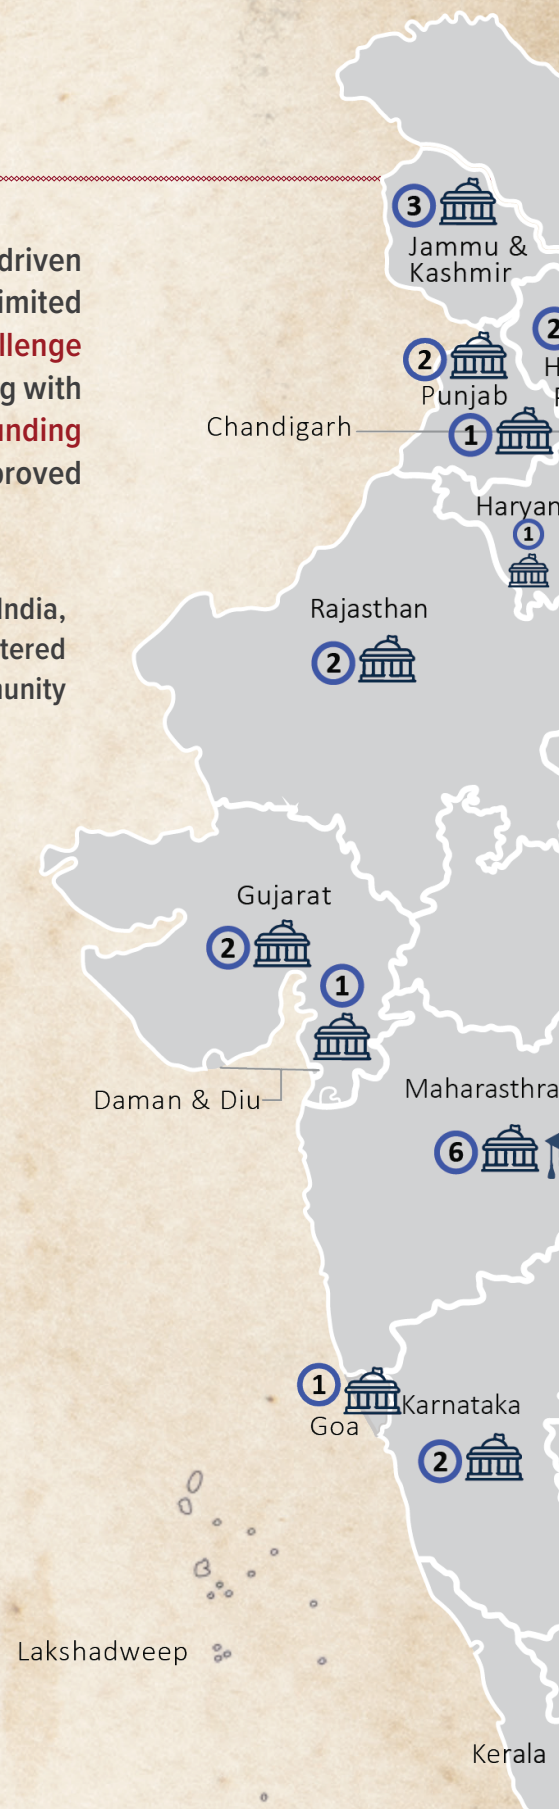 driven
imited
llenge
g with
unding
proved
India,
tered
unity
3
Jammu &
Kashmir
2
H
2
Punjab
Chandigarh
1
Haryan
1
Rajasthan
2
Gujarat
2
1
Daman & Diu
Maharasthra
6
1
Goa
Karnataka
2
Lakshadweep
Kerala